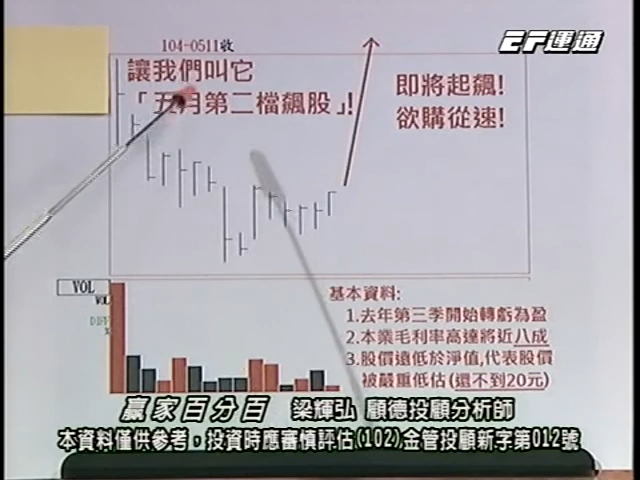 EF運通
104-0511收
讓我們叫它
「五月第二檔飆股」!
即將起飆!
欲購從速!
VOL
VOL
DIF
基本資料:
1.去年第三季開始轉虧為盈
2.本業毛利率高達將近八成
3.股價遠低於淨值,代表股價
被嚴重低估(還不到20元)
贏家百分百 梁輝弘 顧德投顧分析師
本資料僅供參考,投資時應審慎評估(102)金管投顧新字第012號